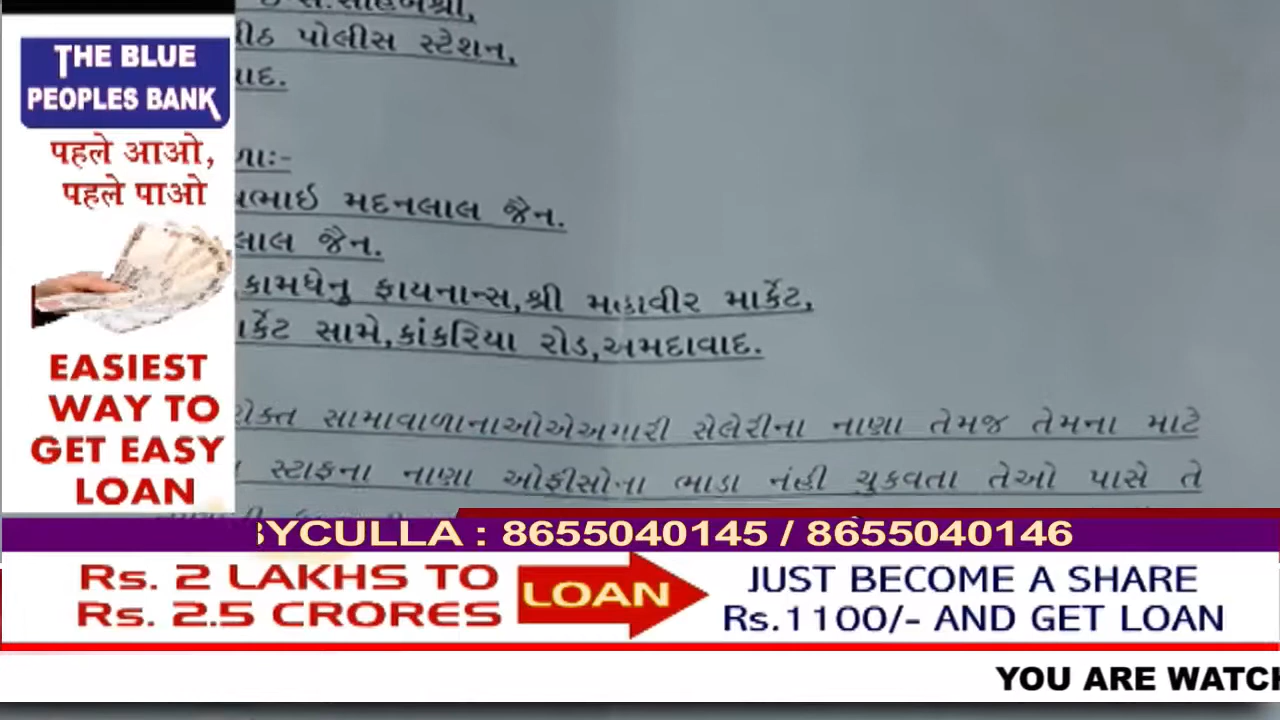 પોલીસ સ્ટેશન,
THE BLUE
PEOPLES BANK
पहले आओ,
पहले पाओ
EASIEST
WAY TO
GET EASY
LOAN
મદનલાલ જૈન.
જૈન.
કામધેનુ ફાયનાન્સ,શ્રી મહાવીર માર્કેટ,
સામે,કાંકરિયા રોડ,અમદાવાદ.
સામાવાળાનાઓએઅગારી સેલેરીના નાણા તેમજ તેમના માટે
સ્ટાફના નાણા ઓફીસોના ભાડા નંહી ચુકવતા તેઓ પાસે તે
BYCULLA : 8655040145 / 8655040146
Rs. 2 LAKHS TO
Rs. 2.5 CRORES
LOAN
JUST BECOME A SHARE
Rs.1100/- AND GET LOAN
YOU ARE WATCH